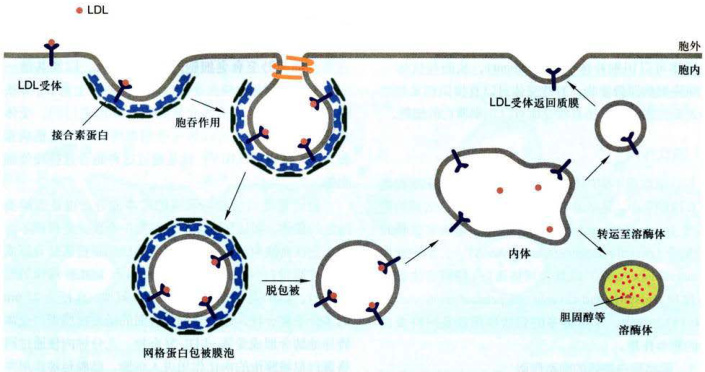 LDL
胞外
胞内
LDL受体
接合素蛋白
胞吞作用
LDL受体返回质膜
内体
转运至溶酶体
脱包被
胆固醇等
溶酶体
网格蛋白包被膜泡